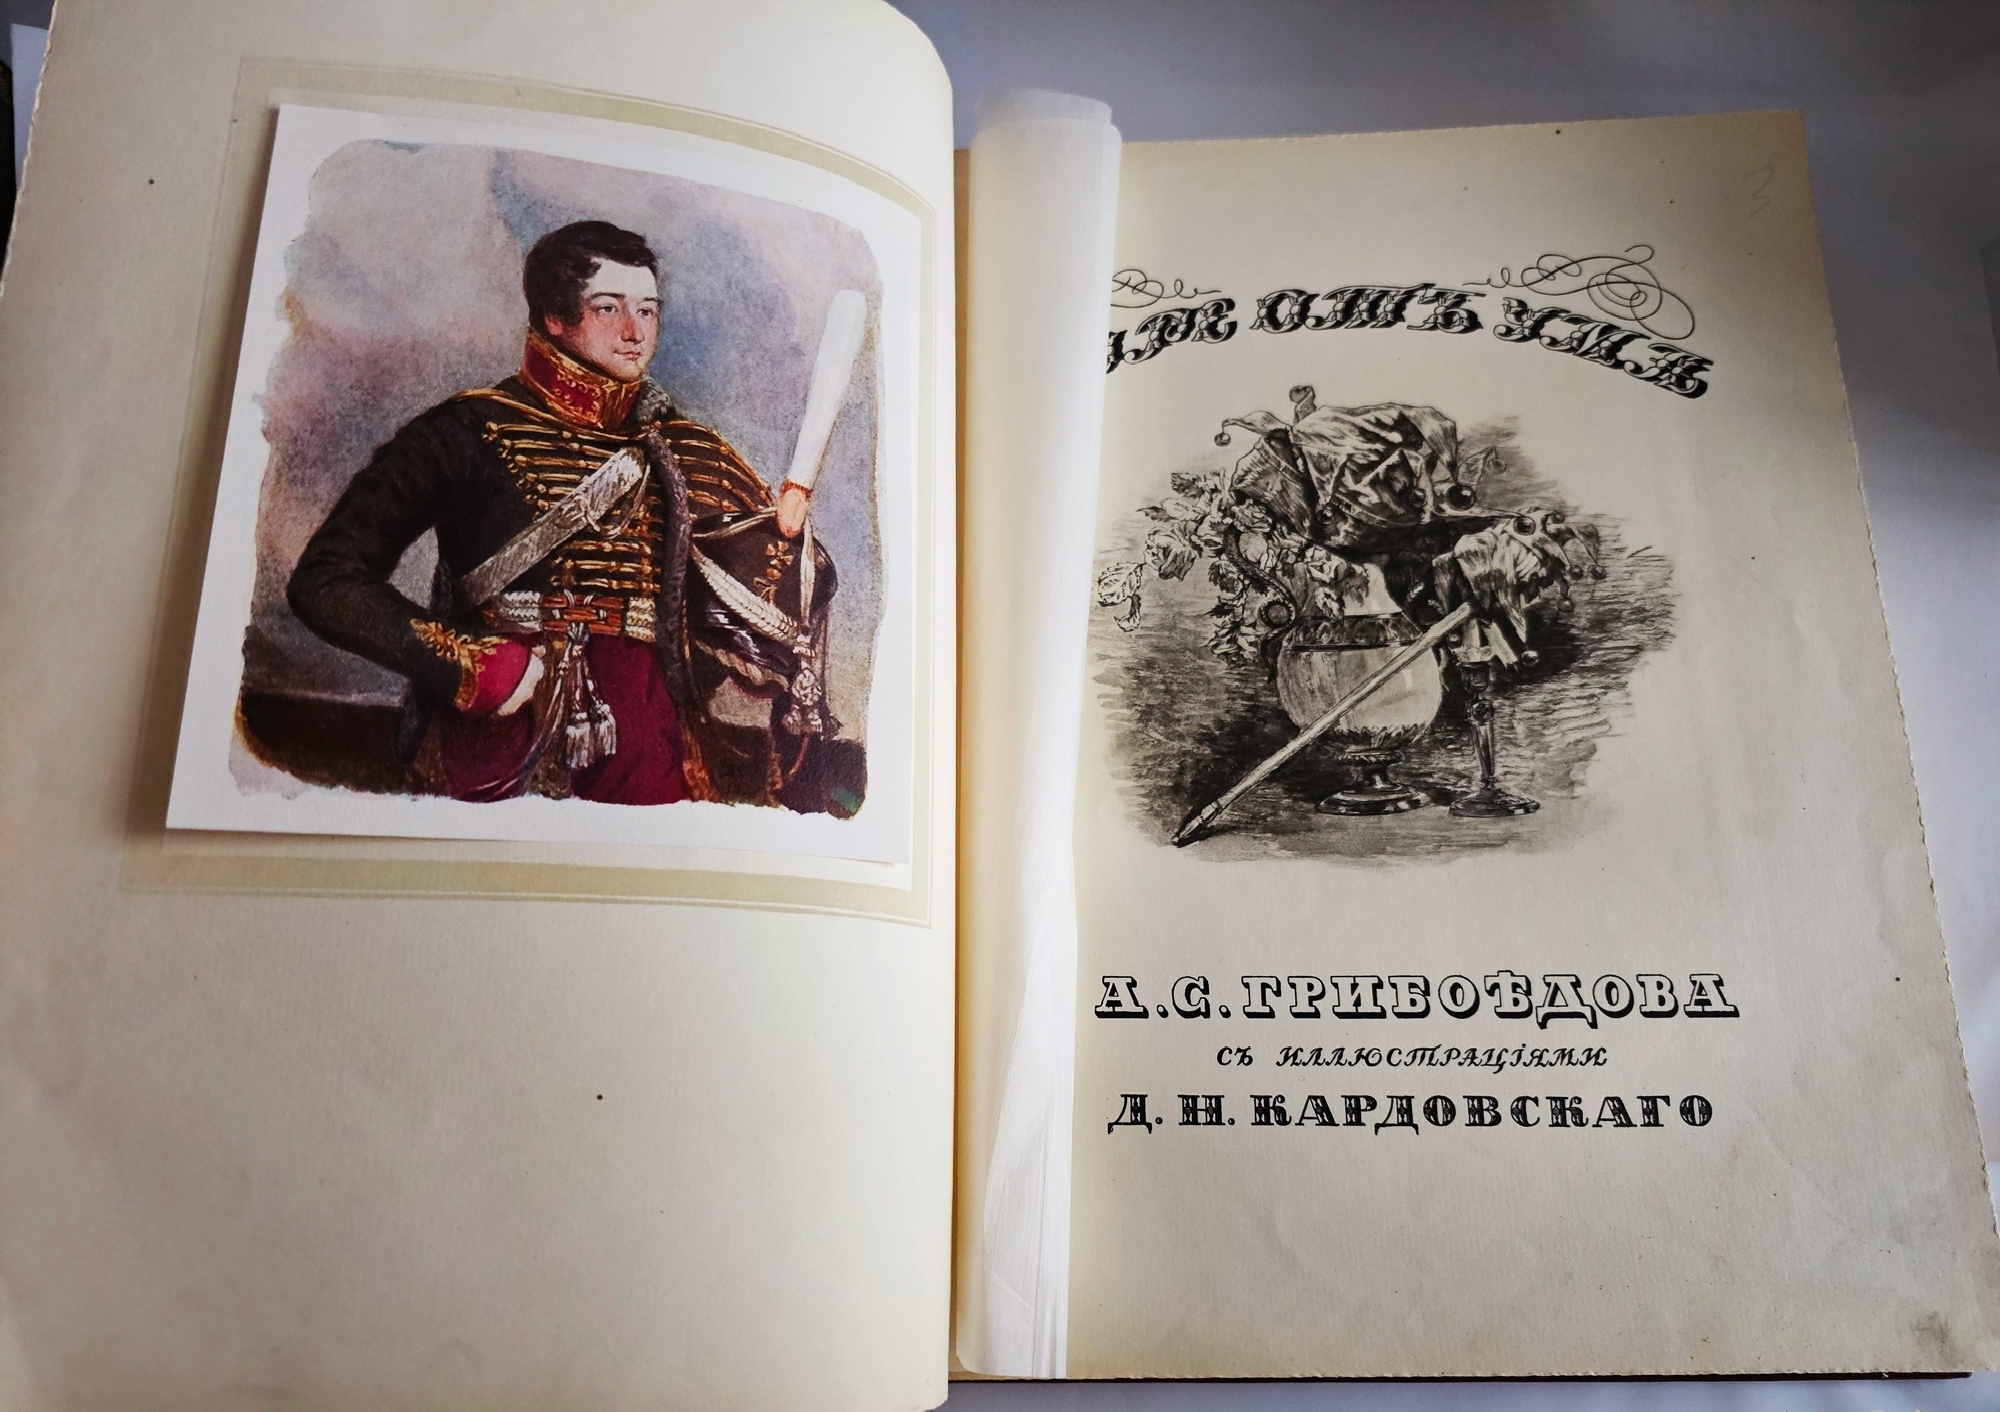 ОТЪ УМА
А.С.ГРИБОѢДОВА
СЪ ИЛЛЮСТРАЦІЯМИ
Д. Н. КАРДОВСКАГО